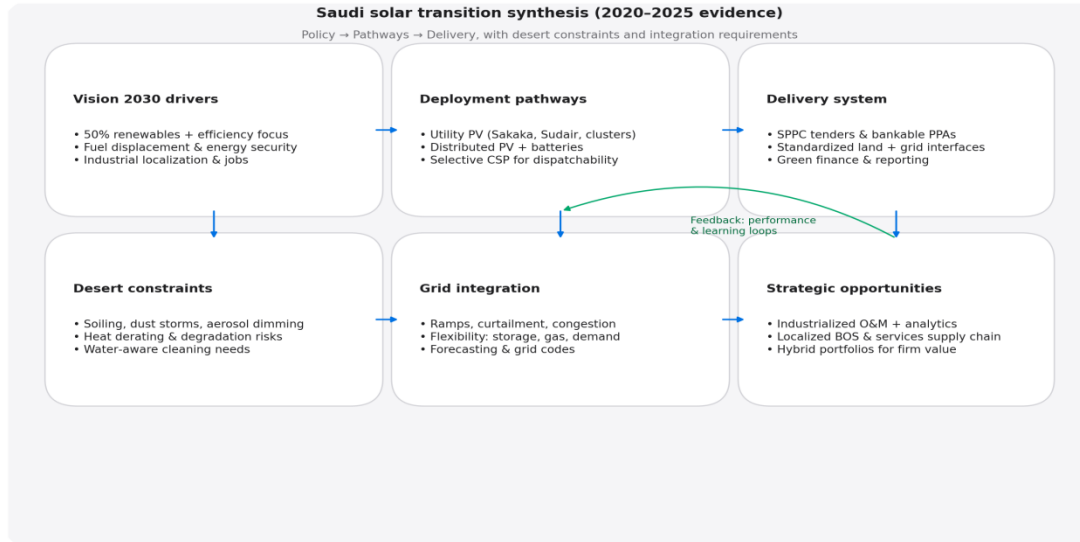 Saudi solar transition synthesis (2020–2025 evidence)
Policy → Pathways → Delivery, with desert constraints and integration requirements
Vision 2030 drivers
• 50% renewables + efficiency focus
• Fuel displacement & energy security
• Industrial localization & jobs
Deployment pathways
• Utility PV (Sakaka, Sudair, clusters)
• Distributed PV + batteries
• Selective CSP for dispatchability
Delivery system
• SPPC tenders & bankable PPAs
• Standardized land + grid interfaces
• Green finance & reporting
Feedback: performance
& learning loops
Desert constraints
• Soiling, dust storms, aerosol dimming
• Heat derating & degradation risks
• Water-aware cleaning needs
Grid integration
• Ramps, curtailment, congestion
• Flexibility: storage, gas, demand
• Forecasting & grid codes
Strategic opportunities
• Industrialized O&M + analytics
• Localized BOS & services supply chain
• Hybrid portfolios for firm value